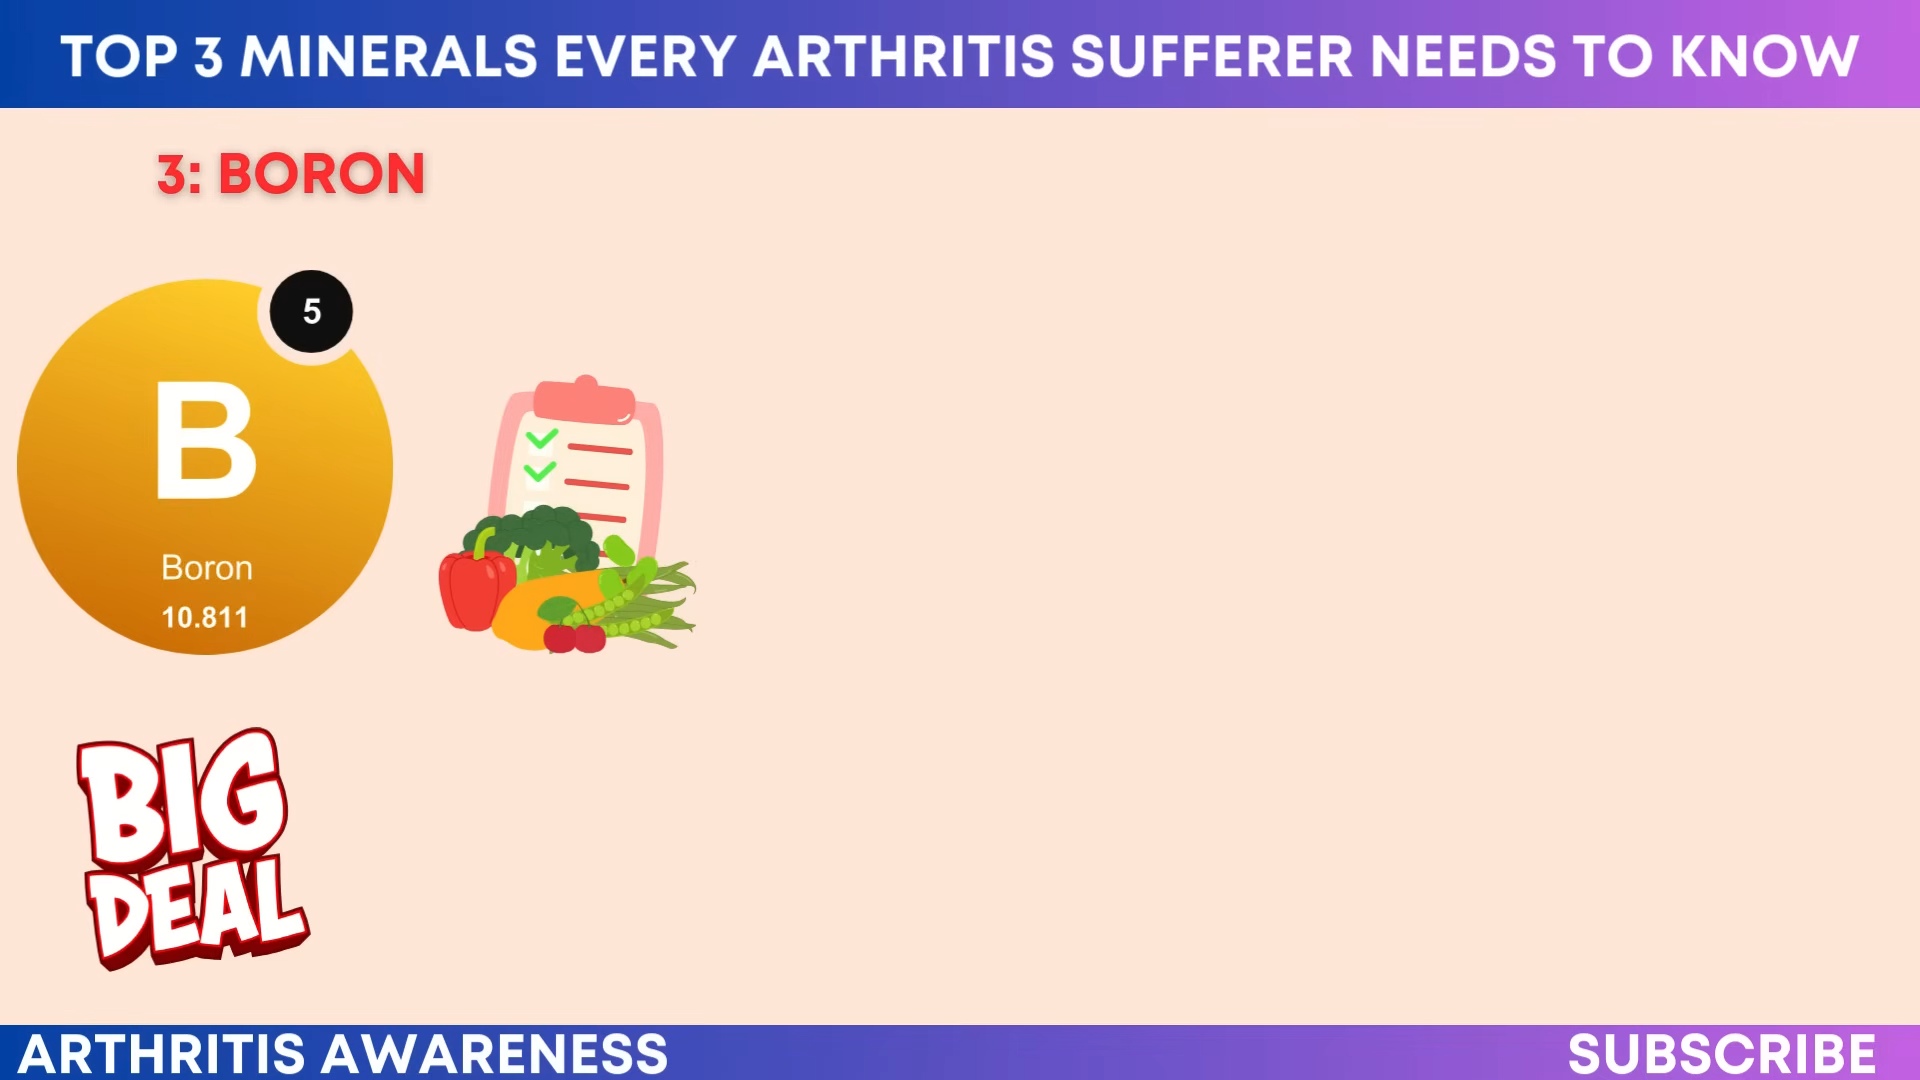 TOP 3 MINERALS EVERY ARTHRITIS SUFFERER NEEDS TO KNOW
3: BORON
5
B
Boron
10.811
BIG
DEAL
ARTHRITIS AWARENESS
SUBSCRIBE